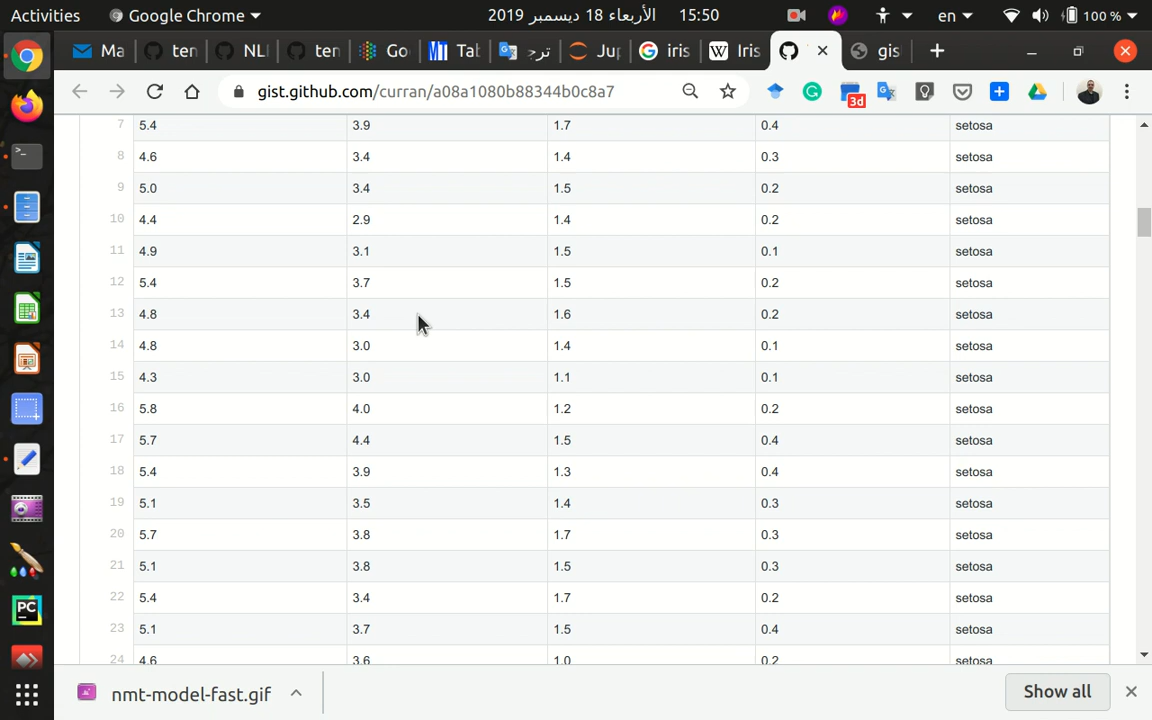 Activities Google Chrome الأربعاء 18 ديسمبر 2019 15:50 en 100 %
Ma ten NLI ten Go Tab ترج Jup iris Iris gis
gist.github.com/curran/a08a1080b88344b0c8a7 3d
7 5.4 3.9 1.7 0.4 setosa
8 4.6 3.4 1.4 0.3 setosa
9 5.0 3.4 1.5 0.2 setosa
10 4.4 2.9 1.4 0.2 setosa
11 4.9 3.1 1.5 0.1 setosa
12 5.4 3.7 1.5 0.2 setosa
13 4.8 3.4 1.6 0.2 setosa
14 4.8 3.0 1.4 0.1 setosa
15 4.3 3.0 1.1 0.1 setosa
16 5.8 4.0 1.2 0.2 setosa
17 5.7 4.4 1.5 0.4 setosa
18 5.4 3.9 1.3 0.4 setosa
19 5.1 3.5 1.4 0.3 setosa
20 5.7 3.8 1.7 0.3 setosa
21 5.1 3.8 1.5 0.3 setosa
22 5.4 3.4 1.7 0.2 setosa
23 5.1 3.7 1.5 0.4 setosa
24 4.6 3.6 1.0 0.2 setosa
nmt-model-fast.gif Show all